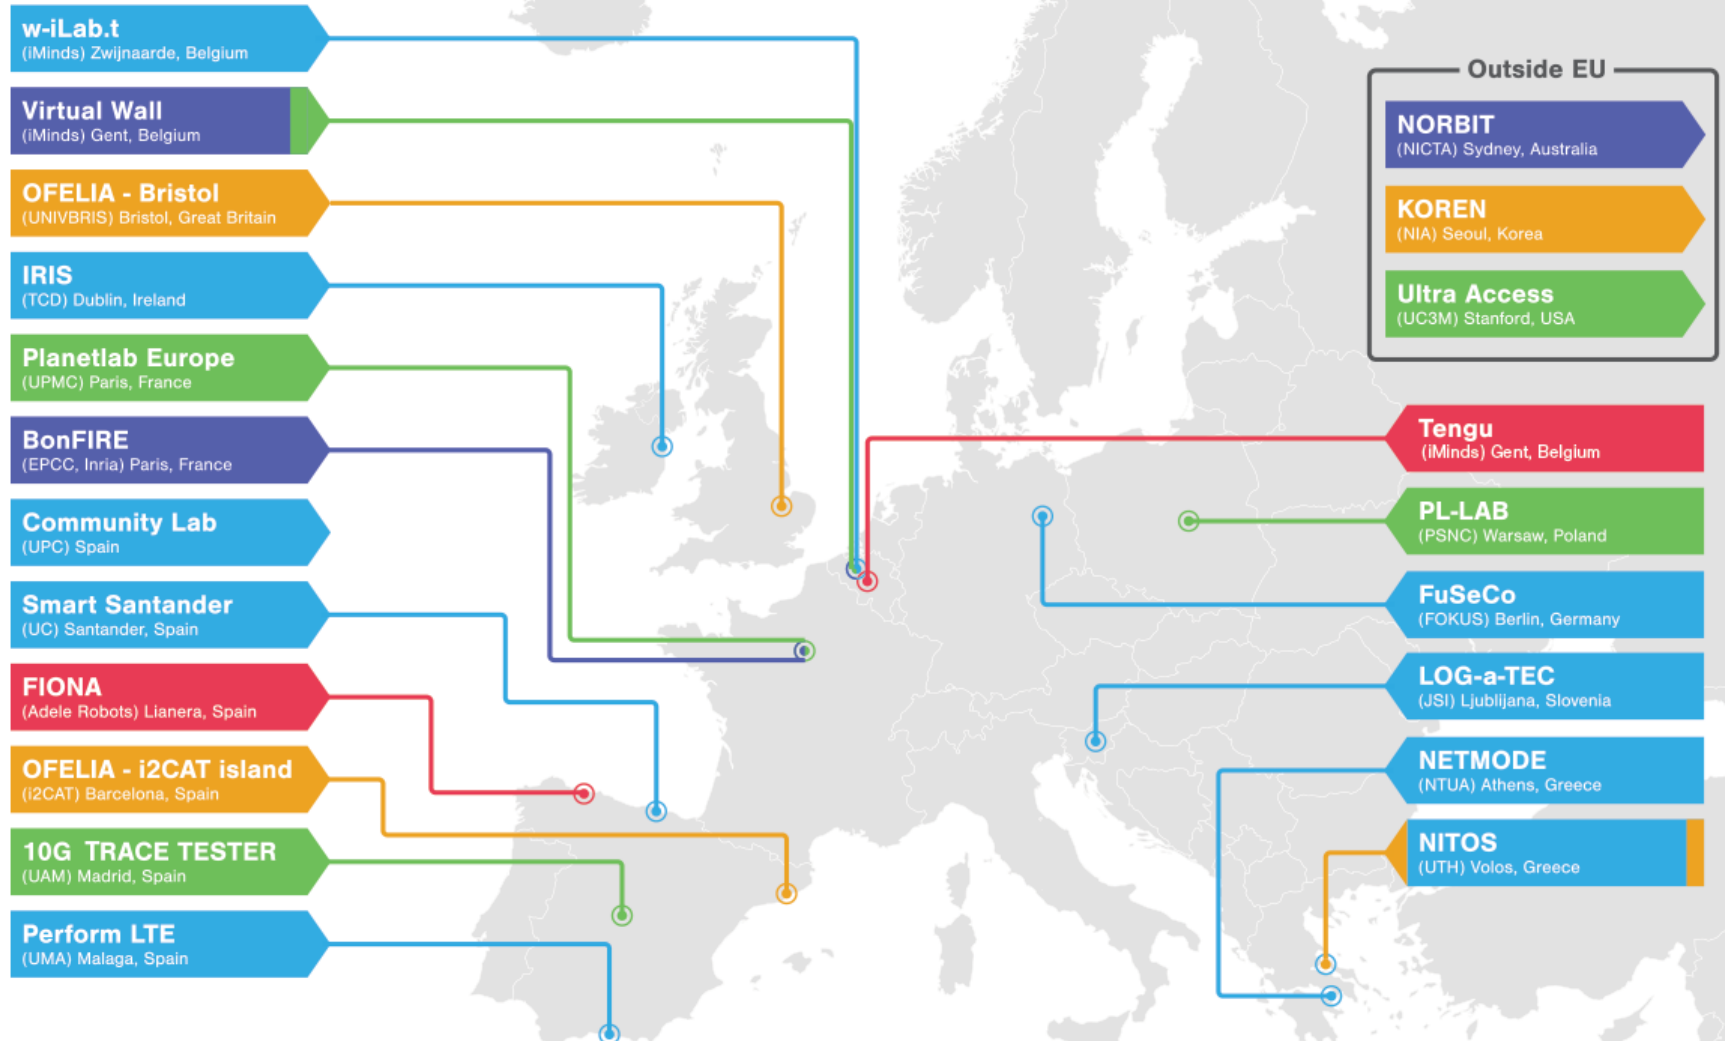 w-iLab.t
(iMinds) Zwijnaarde, Belgium
Virtual Wall
(iMinds) Gent, Belgium
OFELIA - Bristol
(UNIVBRIS) Bristol, Great Britain
IRIS
(TCD) Dublin, Ireland
Planetlab Europe
(UPMC) Paris, France
BonFIRE
(EPCC, Inria) Paris, France
Community Lab
(UPC) Spain
Smart Santander
(UC) Santander, Spain
FIONA
(Adele Robots) Lianera, Spain
OFELIA - i2CAT island
(i2CAT) Barcelona, Spain
10G TRACE TESTER
(UAM) Madrid, Spain
Perform LTE
(UMA) Malaga, Spain
Outside EU
NORBIT
(NICTA) Sydney, Australia
KOREN
(NIA) Seoul, Korea
Ultra Access
(UC3M) Stanford, USA
Tengu
(iMinds) Gent, Belgium
PL-LAB
(PSNC) Warsaw, Poland
FuSeCo
(FOKUS) Berlin, Germany
LOG-a-TEC
(JSI) Ljublijana, Slovenia
NETMODE
(NTUA) Athens, Greece
NITOS
(UTH) Volos, Greece